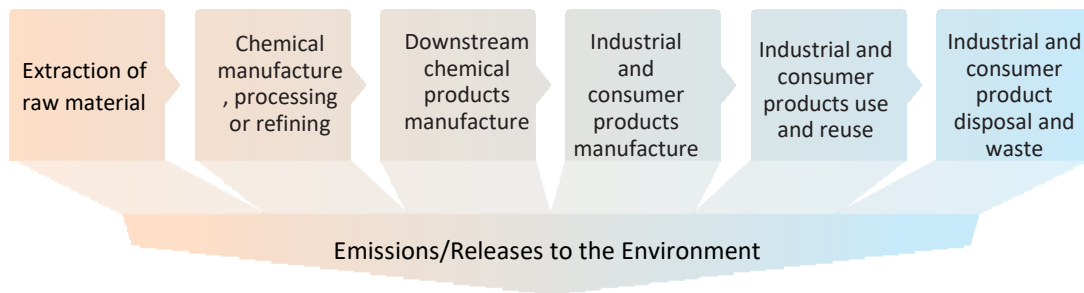 Extraction of
raw material
Chemical
manufacture
, processing
or refining
Downstream
chemical
products
manufacture
Industrial
and
consumer
products
manufacture
Industrial and
consumer
products use
and reuse
Industrial and
consumer
product
disposal and
waste
Emissions/Releases to the Environment